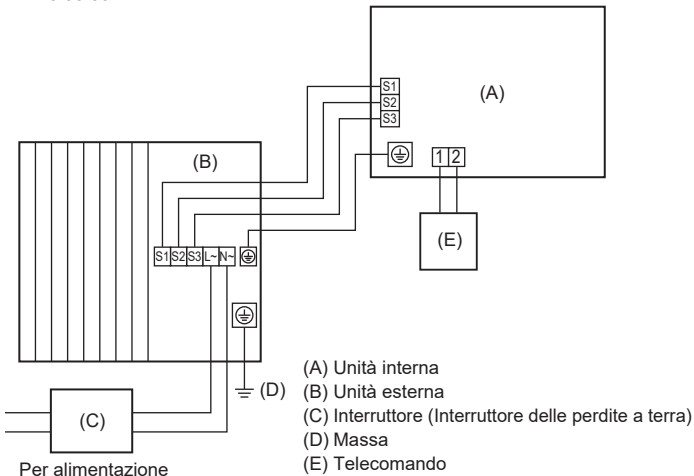 (A)
S1
S2
S3
1 2
(B)
S1 S2 S3 L~ N~
(E)
(D)
(C)
Per alimentazione
(A) Unità interna
(B) Unità esterna
(C) Interruttore (Interruttore delle perdite a terra)
(D) Massa
(E) Telecomando